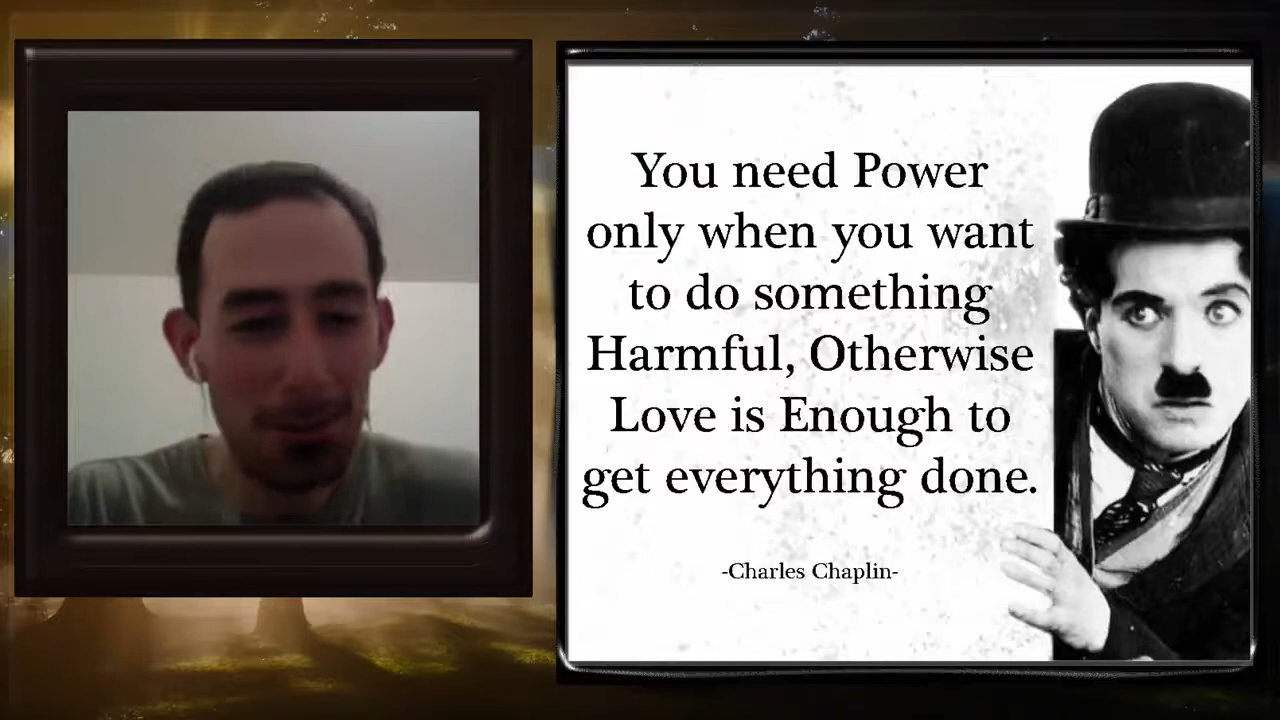 You need Power
only when you want
to do something
Harmful, Otherwise
Love is Enough to
get everything done.
-Charles Chaplin-